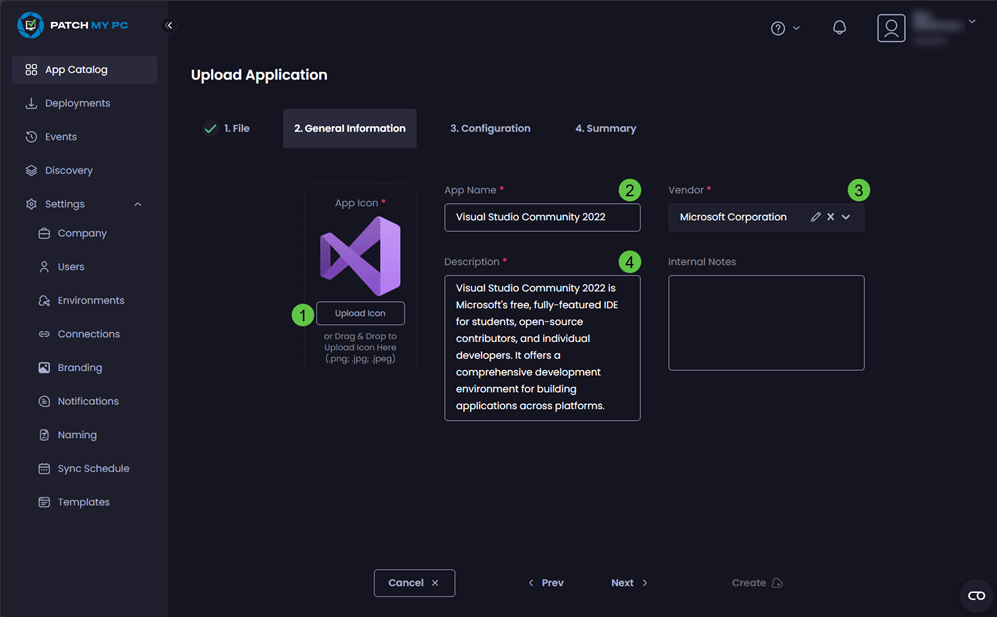 PATCH MY PC
App Catalog
Deployments
Events
Discovery
Settings
Company
Users
Environments
Connections
Branding
Notifications
Naming
Sync Schedule
Templates
Upload Application
1. File
2. General Information
3. Configuration
4. Summary
App Icon *
1
Upload Icon
or Drag & Drop to
Upload Icon Here
(.png; .jpg; .jpeg)
App Name *
2
Visual Studio Community 2022
Vendor *
3
Microsoft Corporation
Description *
4
Visual Studio Community 2022 is
Microsoft's free, fully-featured IDE
for students, open-source
contributors, and individual
developers. It offers a
comprehensive development
environment for building
applications across platforms.
Internal Notes
Cancel
Prev
Next
Create